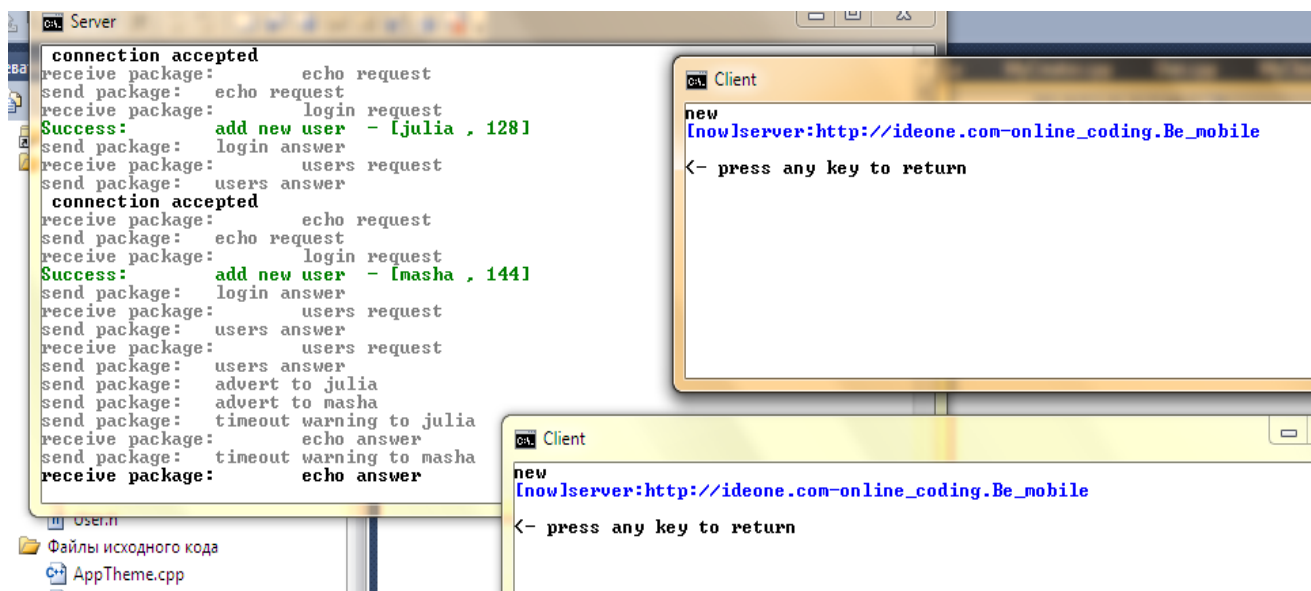 Server
connection accepted
receive package: echo request
send package: echo request
receive package: login request
Success: add new user - [julia , 128]
send package: login answer
receive package: users request
send package: users answer
connection accepted
receive package: echo request
send package: echo request
receive package: login request
Success: add new user - [masha , 144]
send package: login answer
receive package: users request
send package: users answer
receive package: users request
send package: users answer
send package: advert to julia
send package: advert to masha
send package: timeout warning to julia
receive package: echo answer
send package: timeout warning to masha
receive package: echo answer
Client
new
[now]server:http://ideone.com-online_coding.Be_mobile
<- press any key to return
Client
new
[now]server:http://ideone.com-online_coding.Be_mobile
<- press any key to return
User.h
Файлы исходного кода
AppTheme.cpp